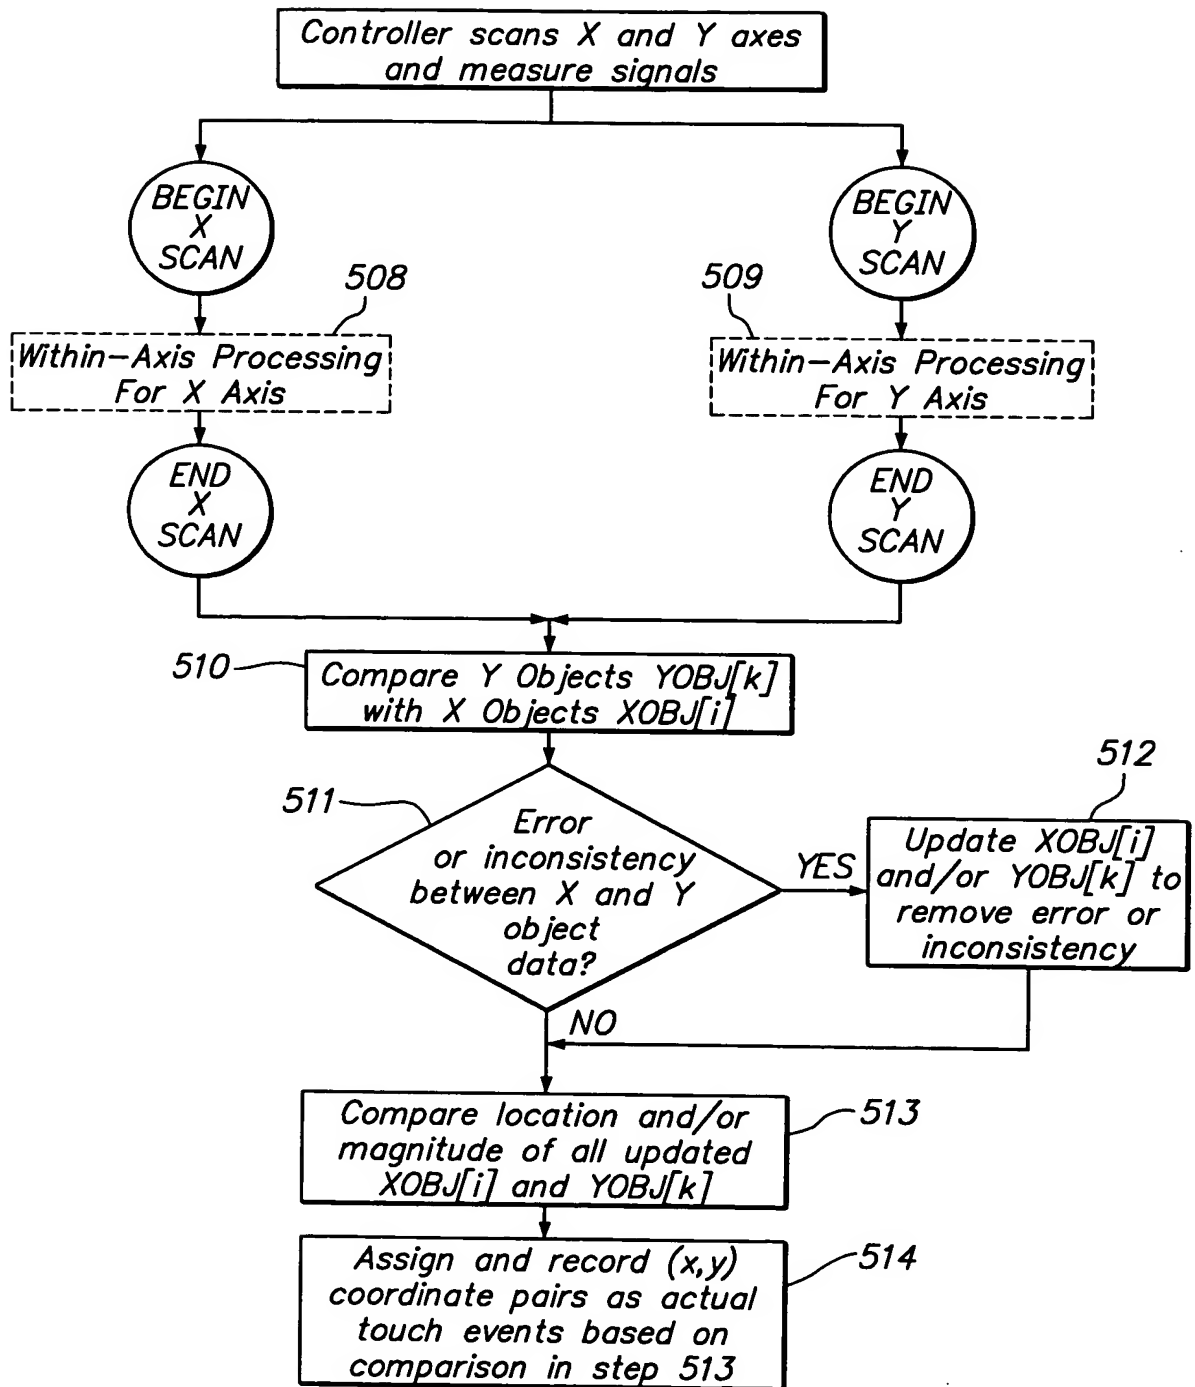 Controller scans X and Y axes
and measure signals
BEGIN
X
SCAN
BEGIN
Y
SCAN
508
509
Within-Axis Processing
For X Axis
Within-Axis Processing
For Y Axis
END
X
SCAN
END
Y
SCAN
510
Compare Y Objects YOBJ[k]
with X Objects XOBJ[i]
511
Error
or inconsistency
between X and Y
object
data?
YES
512
Update XOBJ[i]
and/or YOBJ[k] to
remove error or
inconsistency
NO
Compare location and/or
magnitude of all updated
XOBJ[i] and YOBJ[k]
513
Assign and record (x,y)
coordinate pairs as actual
touch events based on
comparison in step 513
514